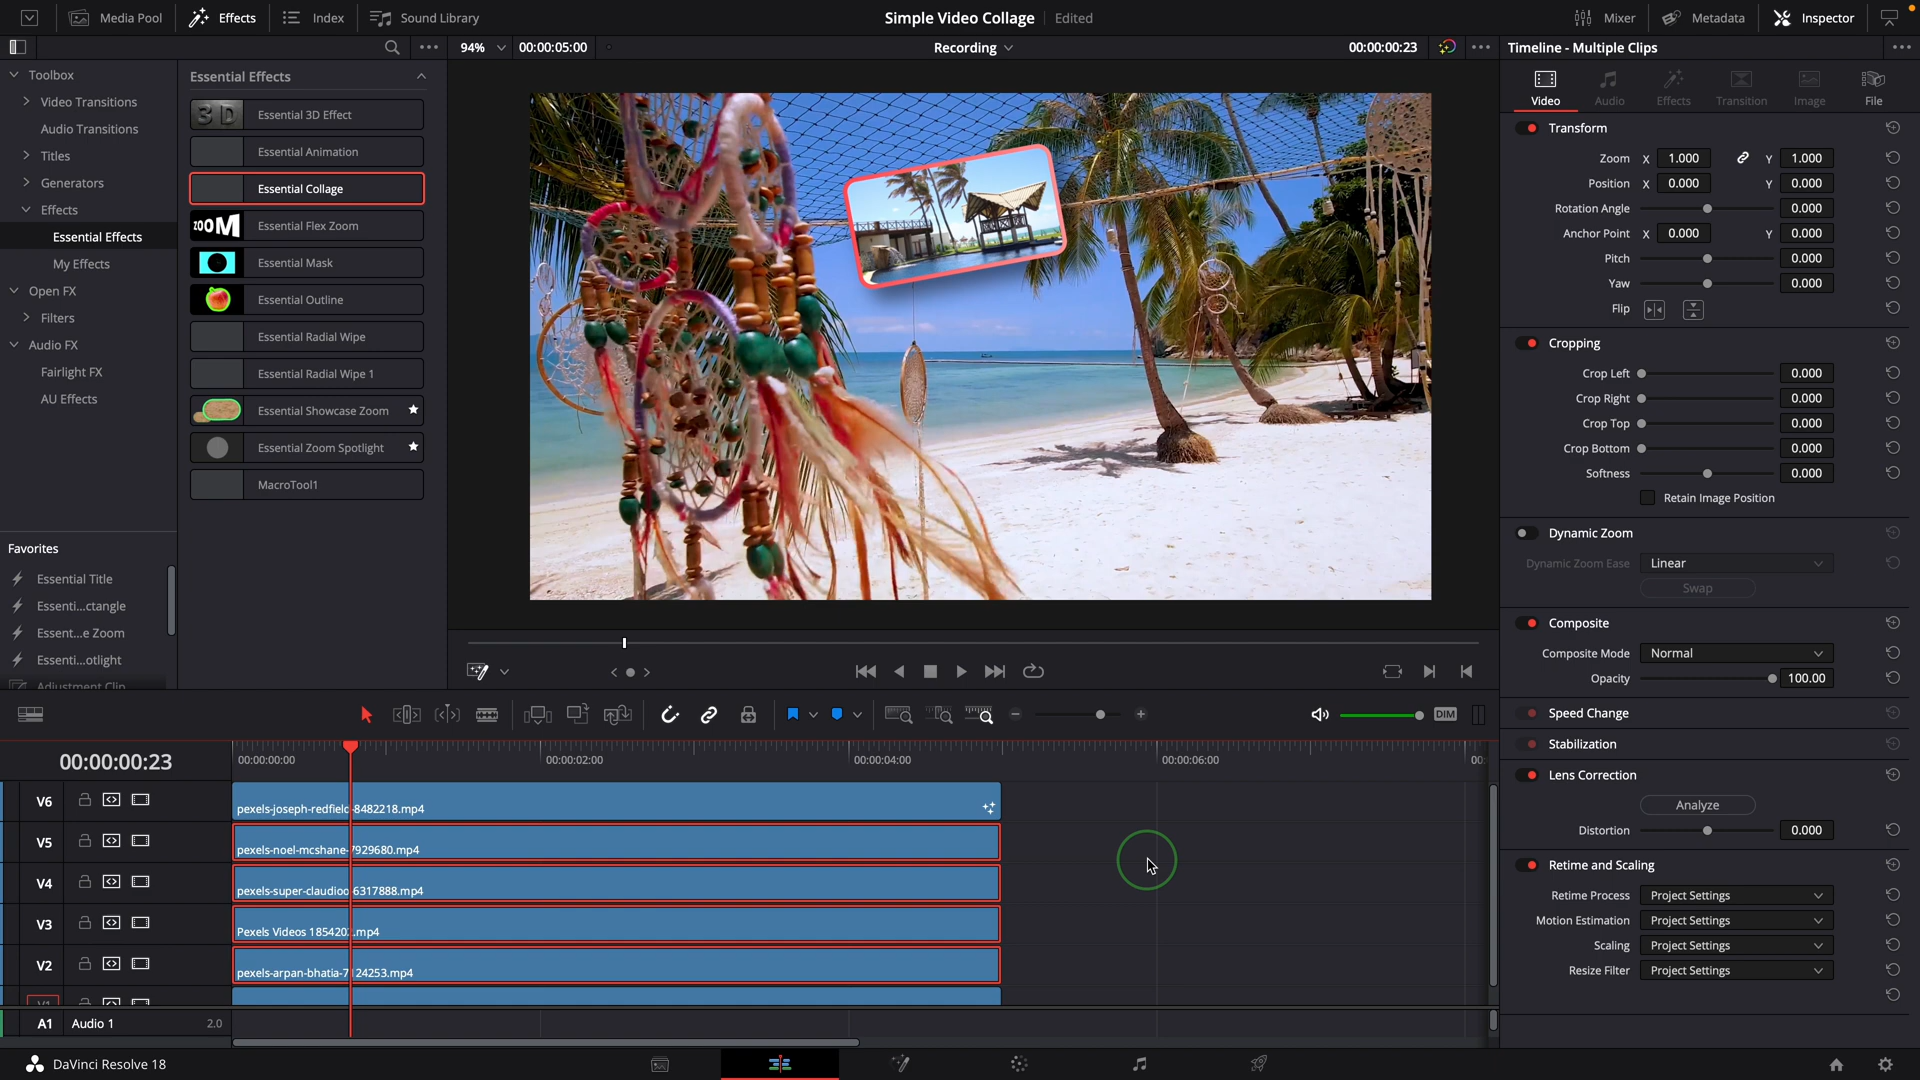 Media Pool
Effects
Index
Sound Library
Simple Video Collage
Edited
Mixer
Metadata
Inspector
94%
00:00:05:00
Recording
00:00:00:23
Timeline - Multiple Clips
Toolbox
Video Transitions
Audio Transitions
Titles
Generators
Effects
Essential Effects
My Effects
Open FX
Filters
Audio FX
Fairlight FX
AU Effects
Favorites
Essential Title
Essenti...ctangle
Essent...e Zoom
Essenti...otlight
Adjustment Clip
Essential Effects
3D
Essential 3D Effect
Essential Animation
Essential Collage
ZOOM
Essential Flex Zoom
Essential Mask
Essential Outline
Essential Radial Wipe
Essential Radial Wipe 1
Essential Showcase Zoom
Essential Zoom Spotlight
MacroTool1
Video
Audio
Effects
Transition
Image
File
Transform
Zoom X 1.000 Y 1.000
Position X 0.000 Y 0.000
Rotation Angle 0.000
Anchor Point X 0.000 Y 0.000
Pitch 0.000
Yaw 0.000
Flip
Cropping
Crop Left 0.000
Crop Right 0.000
Crop Top 0.000
Crop Bottom 0.000
Softness 0.000
Retain Image Position
Dynamic Zoom
Dynamic Zoom Ease Linear
Swap
Composite
Composite Mode Normal
Opacity 100.00
Speed Change
Stabilization
Lens Correction
Analyze
Distortion 0.000
Retime and Scaling
Retime Process Project Settings
Motion Estimation Project Settings
Scaling Project Settings
Resize Filter Project Settings
DIM
00:00:00:23
00:00:00:00
00:00:02:00
00:00:04:00
00:00:06:00
00:
V6
pexels-joseph-redfield-8482218.mp4
V5
pexels-noel-mcshane-7929680.mp4
V4
pexels-super-claudioo-6317888.mp4
V3
Pexels Videos 185420 .mp4
V2
pexels-arpan-bhatia-7124253.mp4
V1
A1
Audio 1
2.0
DaVinci Resolve 18